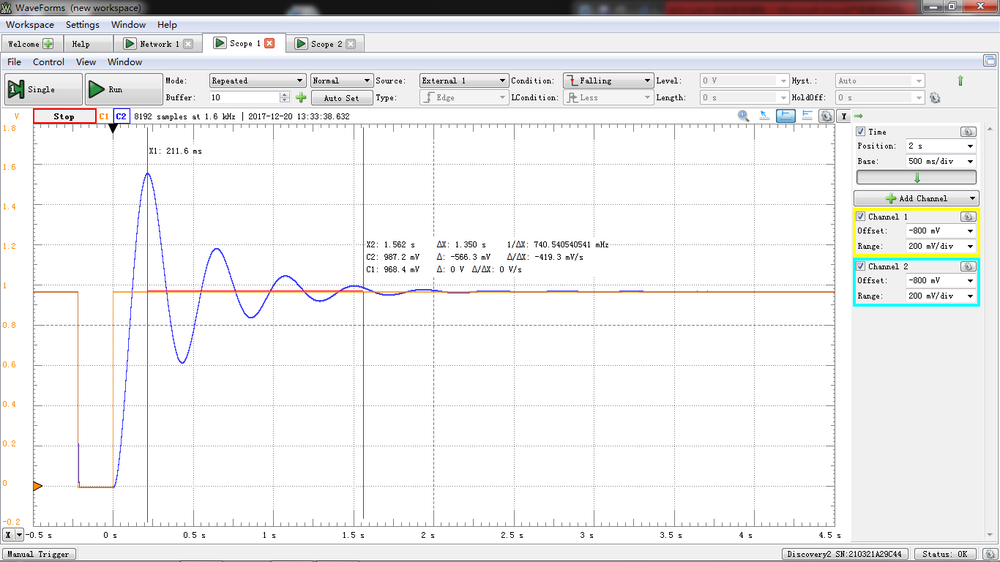 WaveForms (new workspace)
Workspace Settings Window Help
Welcome Help Network 1 Scope 1 Scope 2
File Control View Window
Single Run Mode: Repeated Normal Source: External 1 Condition: Falling Level: 0 V Hyst.: Auto
Buffer: 10 Auto Set Type: Edge LCondition: Less Length: 0 s HoldOff: 0 s
V Stop C1 C2 8192 samples at 1.6 kHz | 2017-12-20 13:33:38.632 Y
1.8
1.6
1.4
1.2
1
0.8
0.6
0.4
0.2
0
-0.2
X1: 211.6 ms
X2: 1.562 s ΔX: 1.350 s 1/ΔX: 740.540540541 mHz
C2: 987.2 mV Δ: -566.3 mV Δ/ΔX: -419.3 mV/s
C1: 968.4 mV Δ: 0 V Δ/ΔX: 0 V/s
X -0.5 s 0 s 0.5 s 1 s 1.5 s 2 s 2.5 s 3 s 3.5 s 4 s 4.5 s
Time
Position: 2 s
Base: 500 ms/div
Add Channel
Channel 1
Offset: -800 mV
Range: 200 mV/div
Channel 2
Offset: -800 mV
Range: 200 mV/div
Manual Trigger Discovery2 SN:210321A29C44 Status: OK